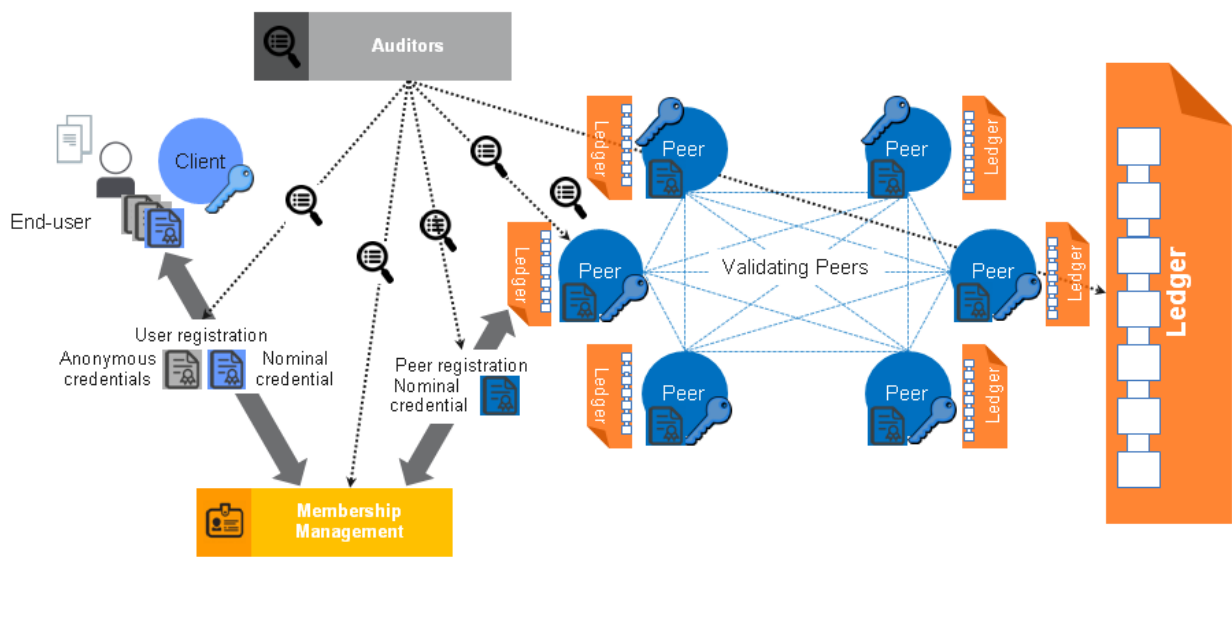 Auditors
Client
End-user
User registration
Anonymous
credentials
Nominal
credential
Peer registration
Nominal
credential
Membership
Management
Ledger
Peer
Peer
Ledger
Ledger
Peer
Validating Peers
Peer
Ledger
Ledger
Peer
Peer
Ledger
Ledger